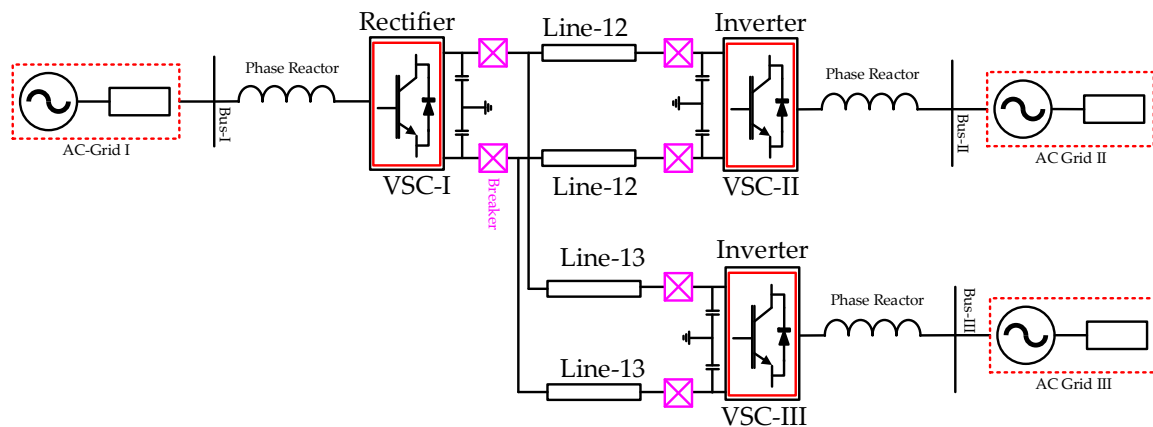 Rectifier
Line-12
Inverter
Phase Reactor
Phase Reactor
Bus-I
AC-Grid I
Bus-II
AC Grid II
VSC-I
Breaker
Line-12
VSC-II
Line-13
Inverter
Phase Reactor
Bus-III
Line-13
AC Grid III
VSC-III